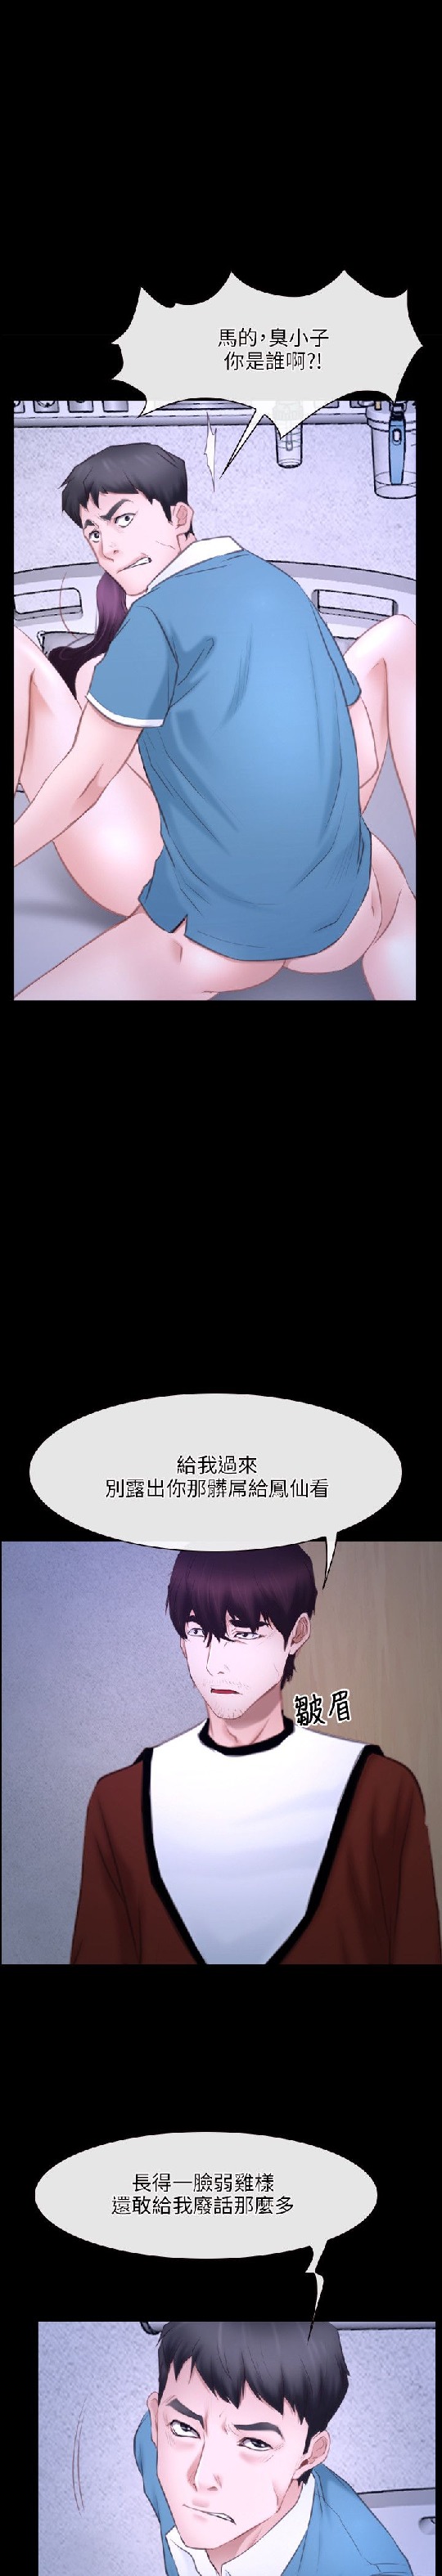 馬的,臭小子
你是誰啊?!
給我過來
別露出你那髒屌給鳳仙看
皺眉
長得一臉弱雞樣
還敢給我廢話那麼多